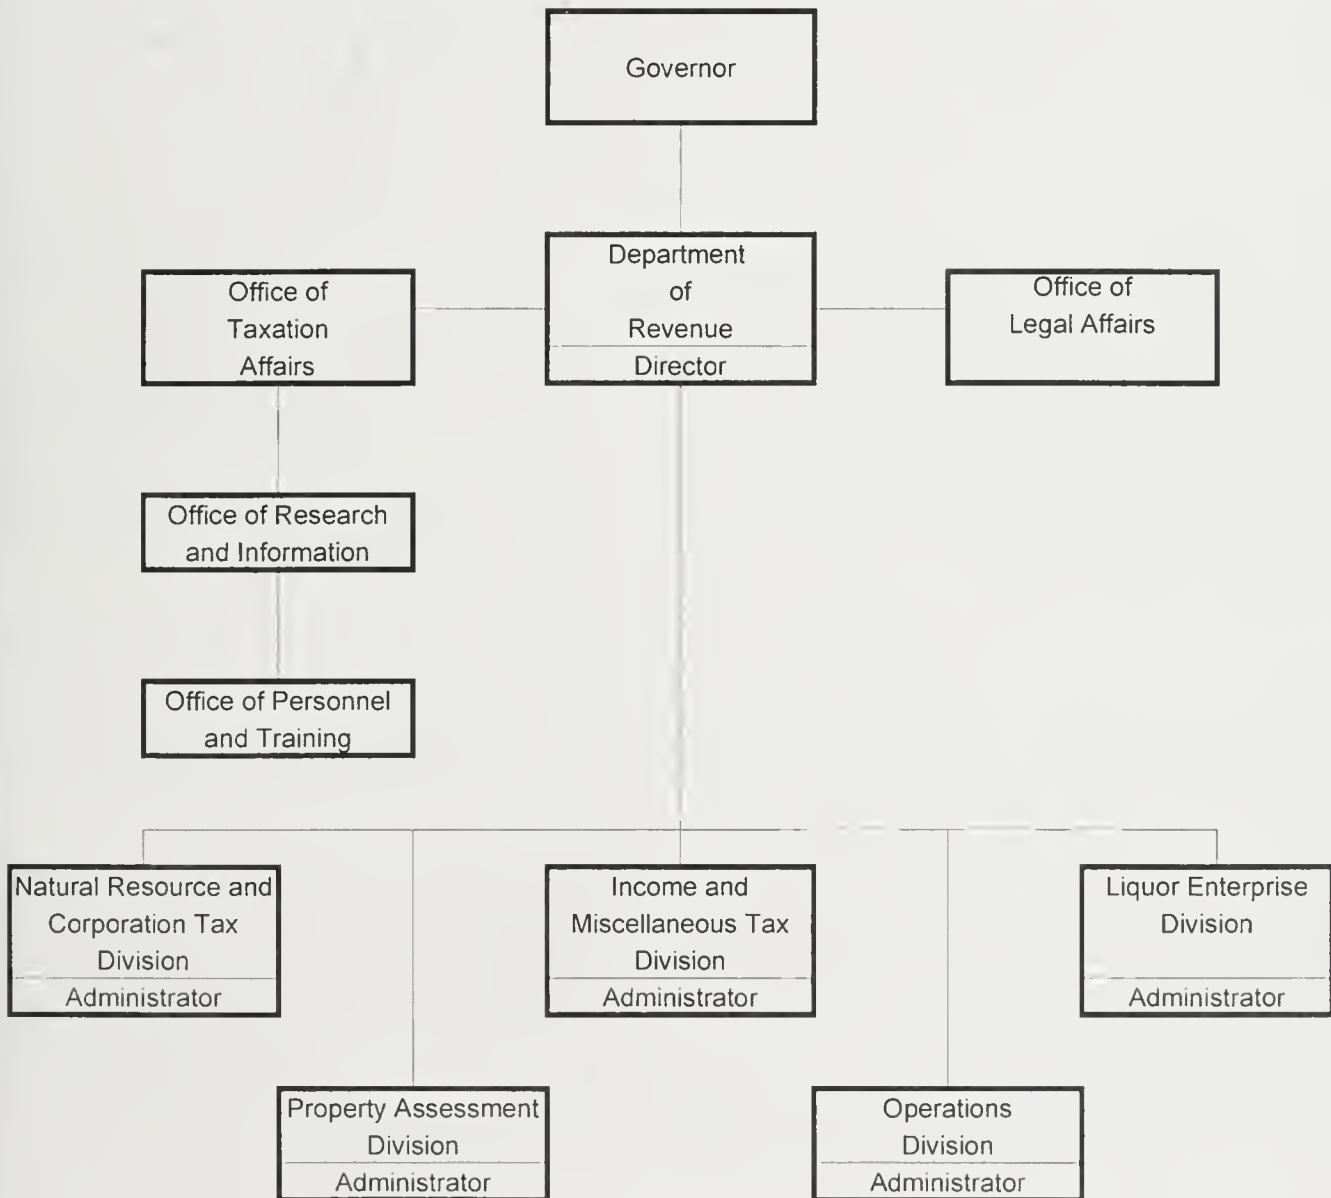 Governor
Department
of
Revenue
Director
Office of
Taxation
Affairs
Office of
Legal Affairs
Office of Research
and Information
Office of Personnel
and Training
Natural Resource and
Corporation Tax
Division
Administrator
Income and
Miscellaneous Tax
Division
Administrator
Liquor Enterprise
Division
Administrator
Property Assessment
Division
Administrator
Operations
Division
Administrator